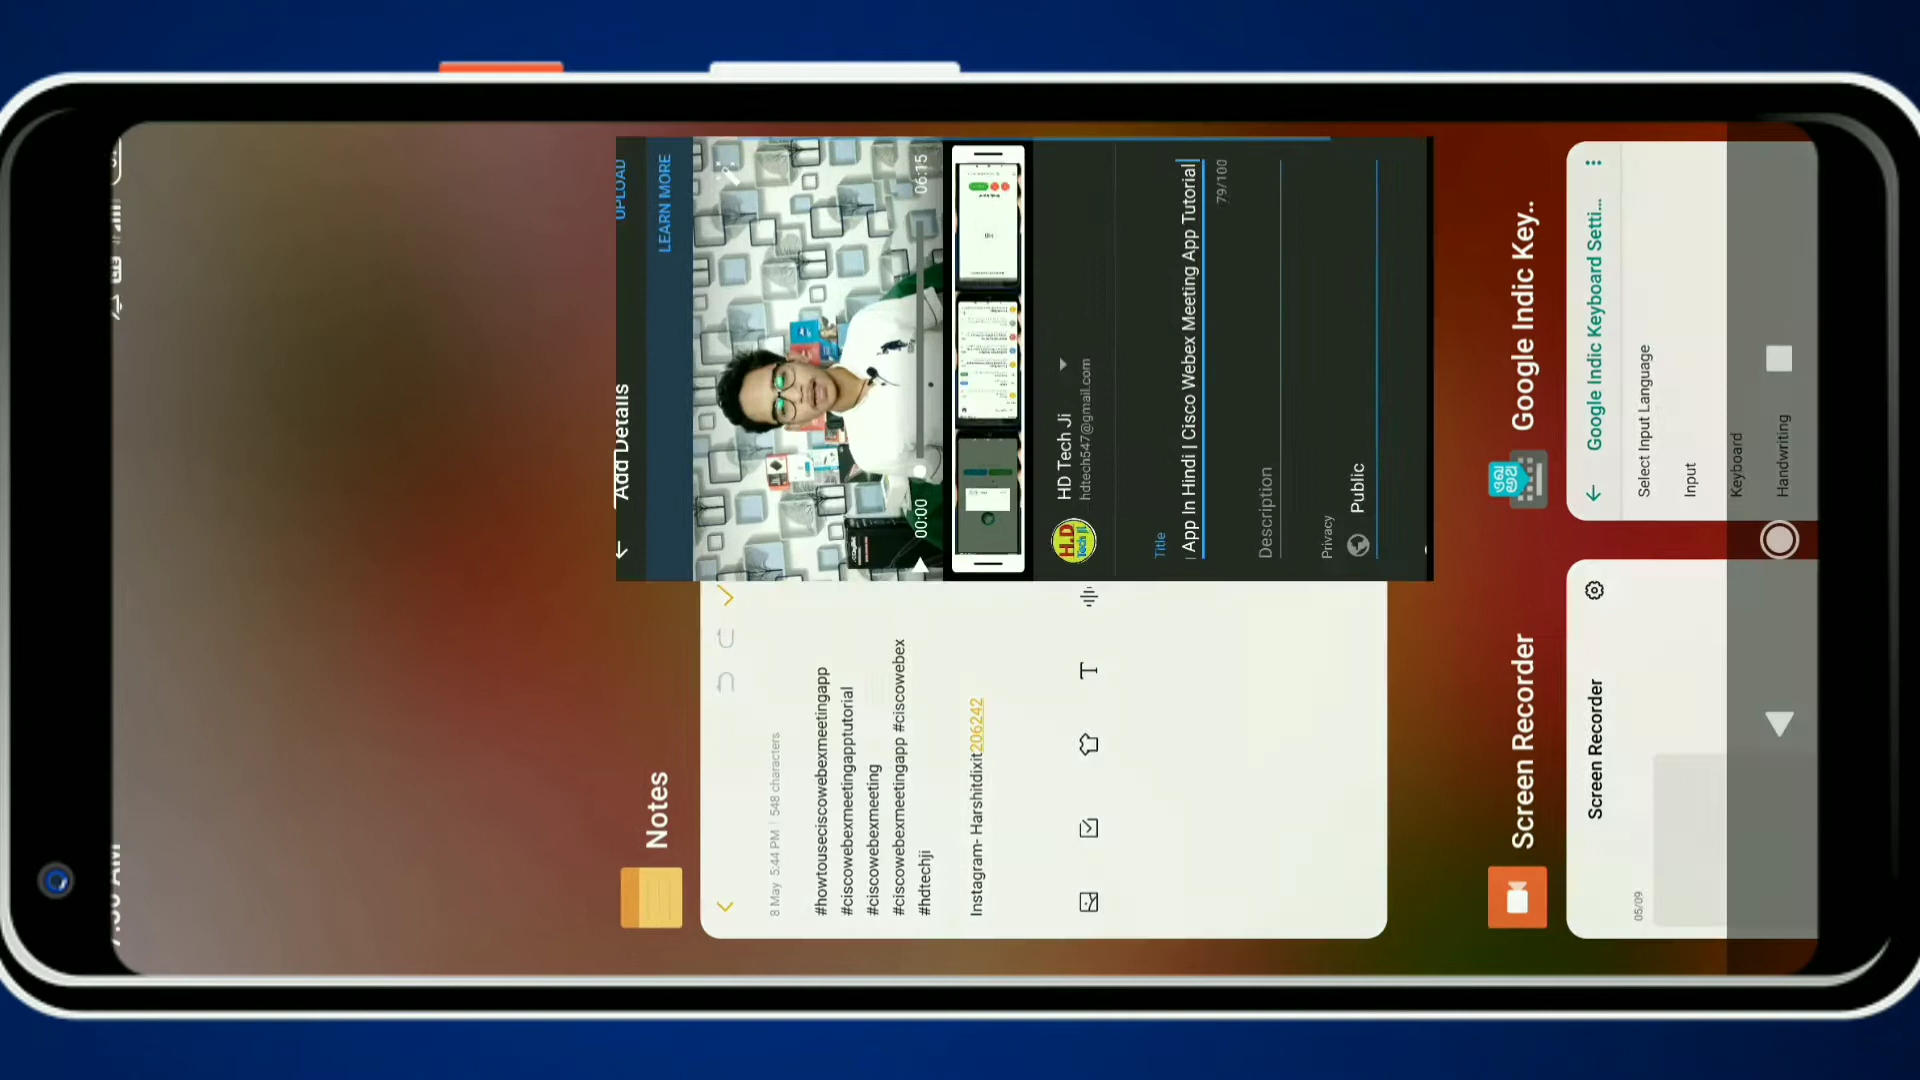 Notes
8 May 5:44 PM | 548 characters
#howtouseciscowebexmeetingapp
#ciscowebexmeetingapptutorial
#ciscowebexmeeting
#ciscowebexmeetingapp #ciscowebex
#hdtechji
Instagram- Harshitdixit206242
Add Details
UPLOAD
LEARN MORE
00:00
06:15
HD Tech Ji
hdtech547@gmail.com
H.D
Tech Ji
Title
App In Hindi | Cisco Webex Meeting App Tutorial
79/100
Description
Privacy
Public
Screen Recorder
Screen Recorder
05/09
Google Indic Key..
Google Indic Keyboard Setti...
Select Input Language
Input
Keyboard
Handwriting